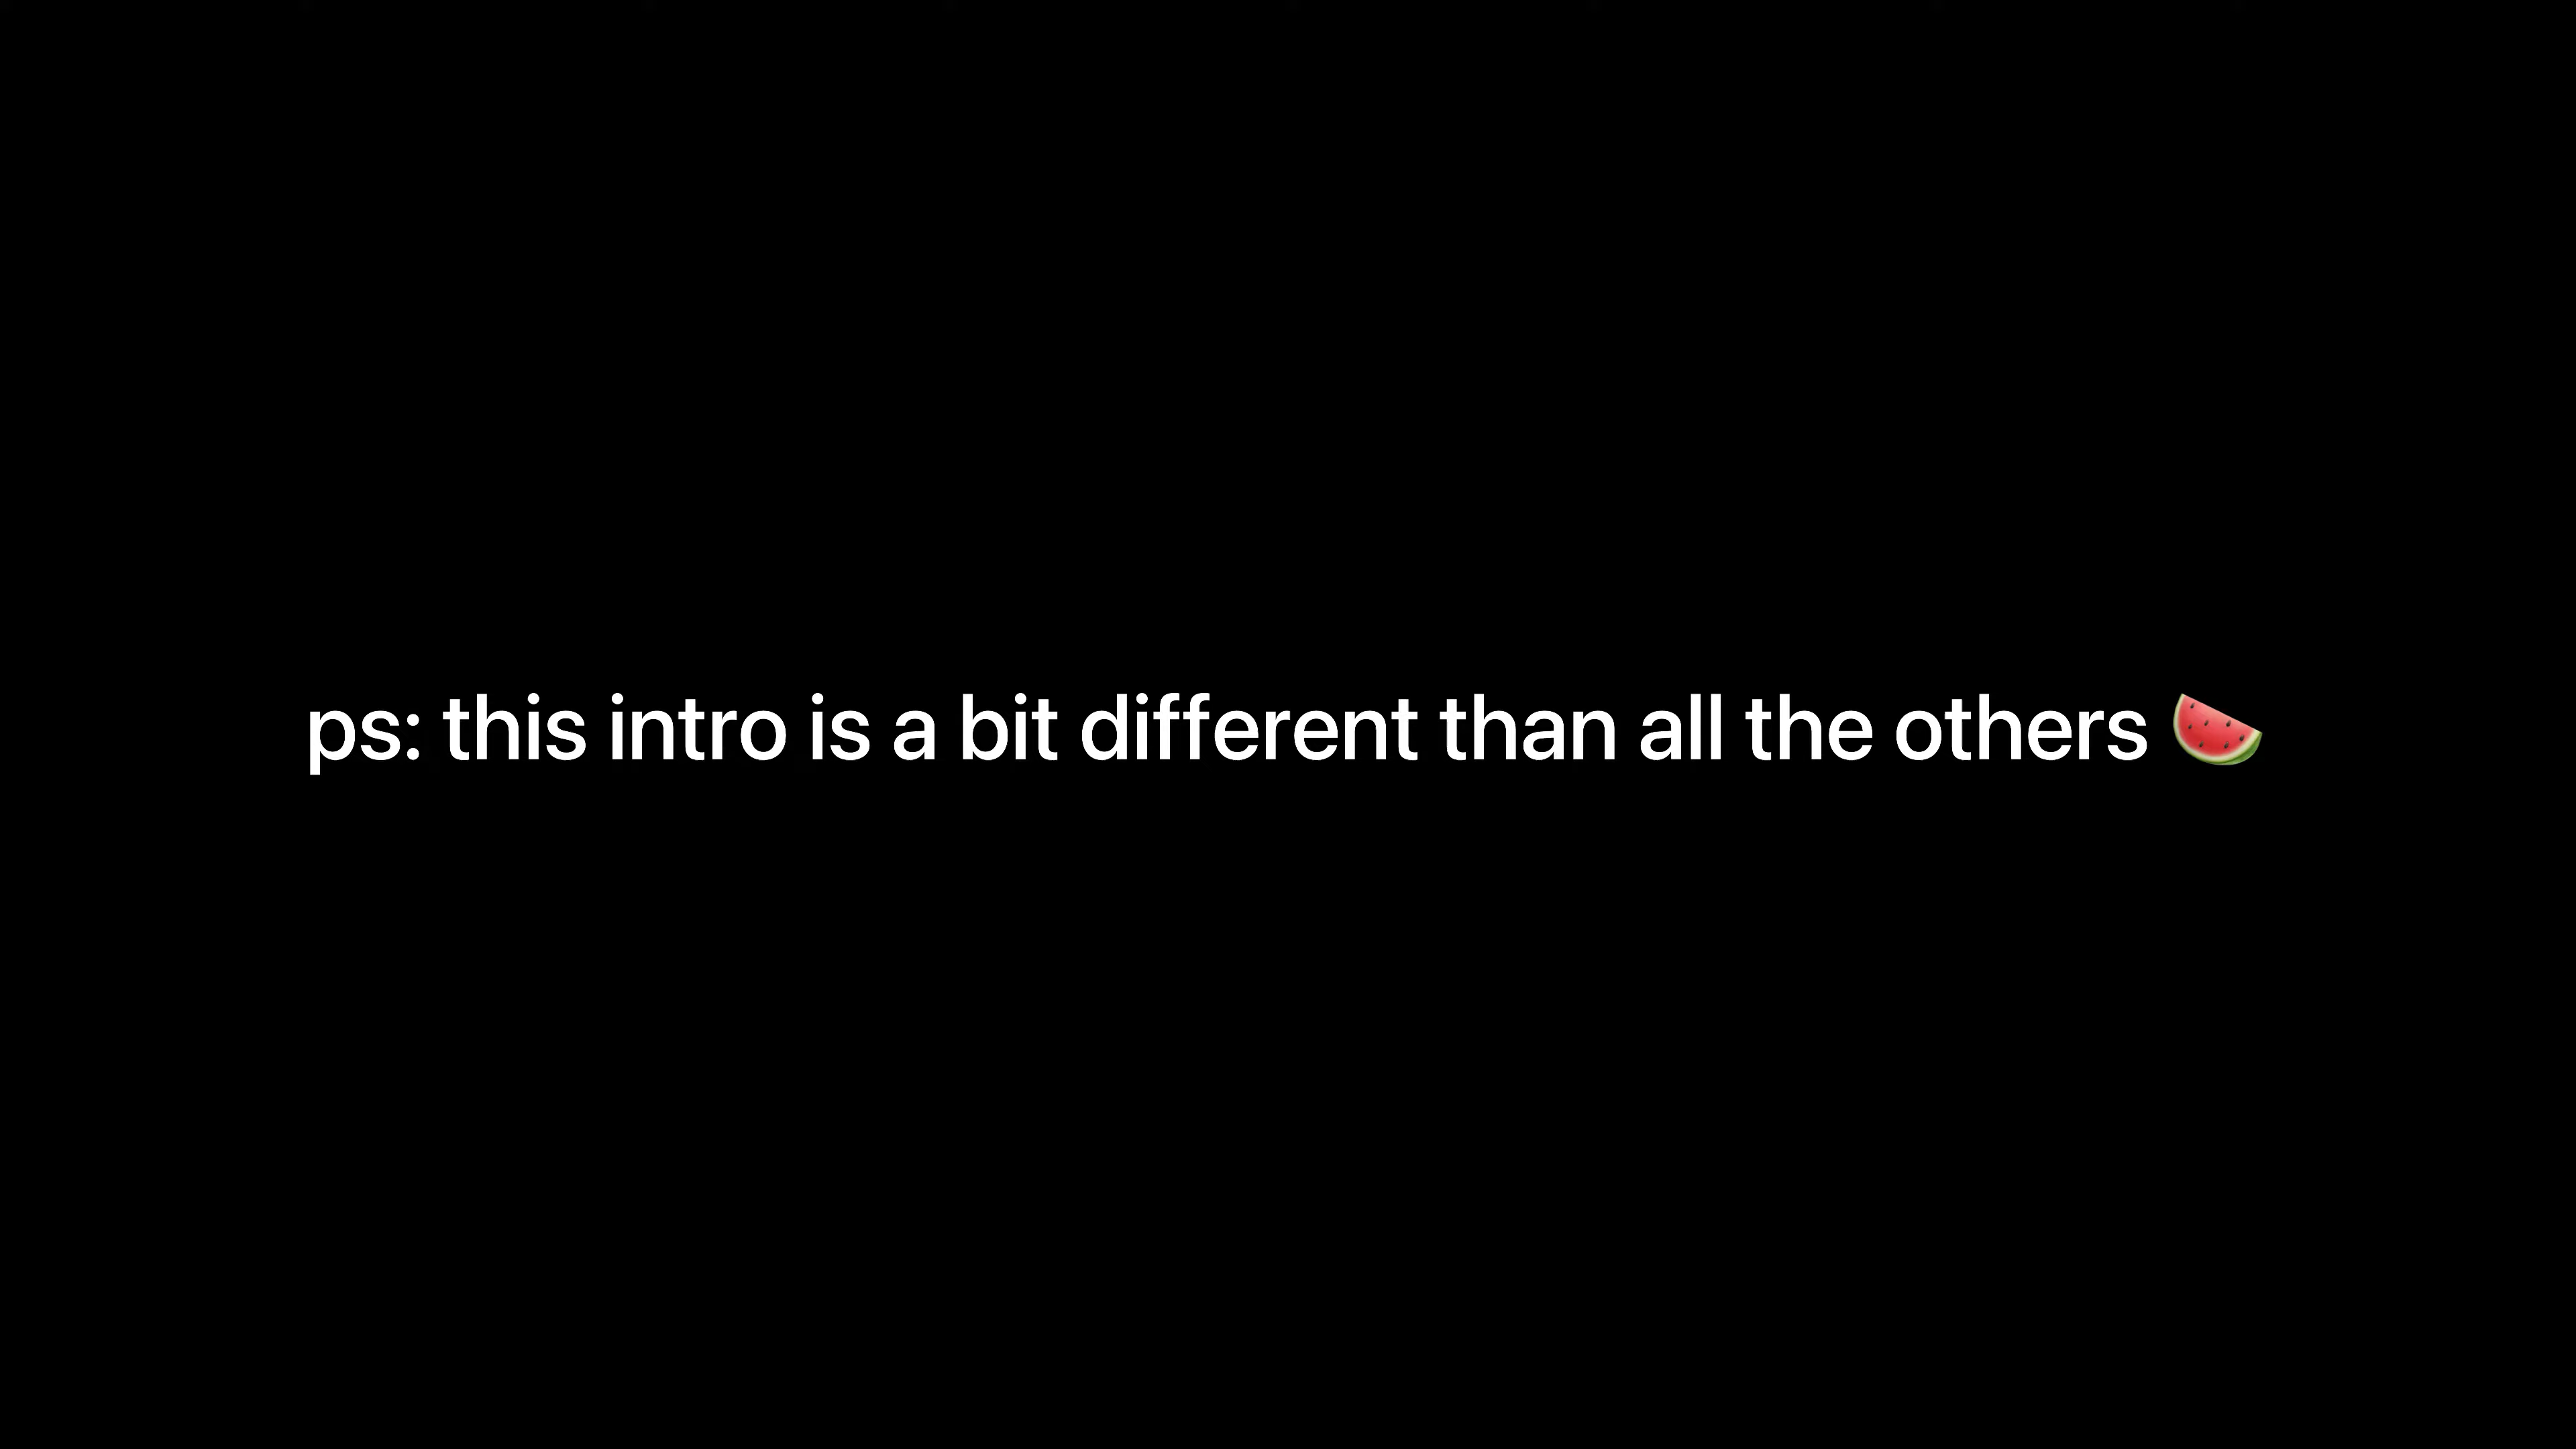 ps: this intro is a bit different than all the others 🍉